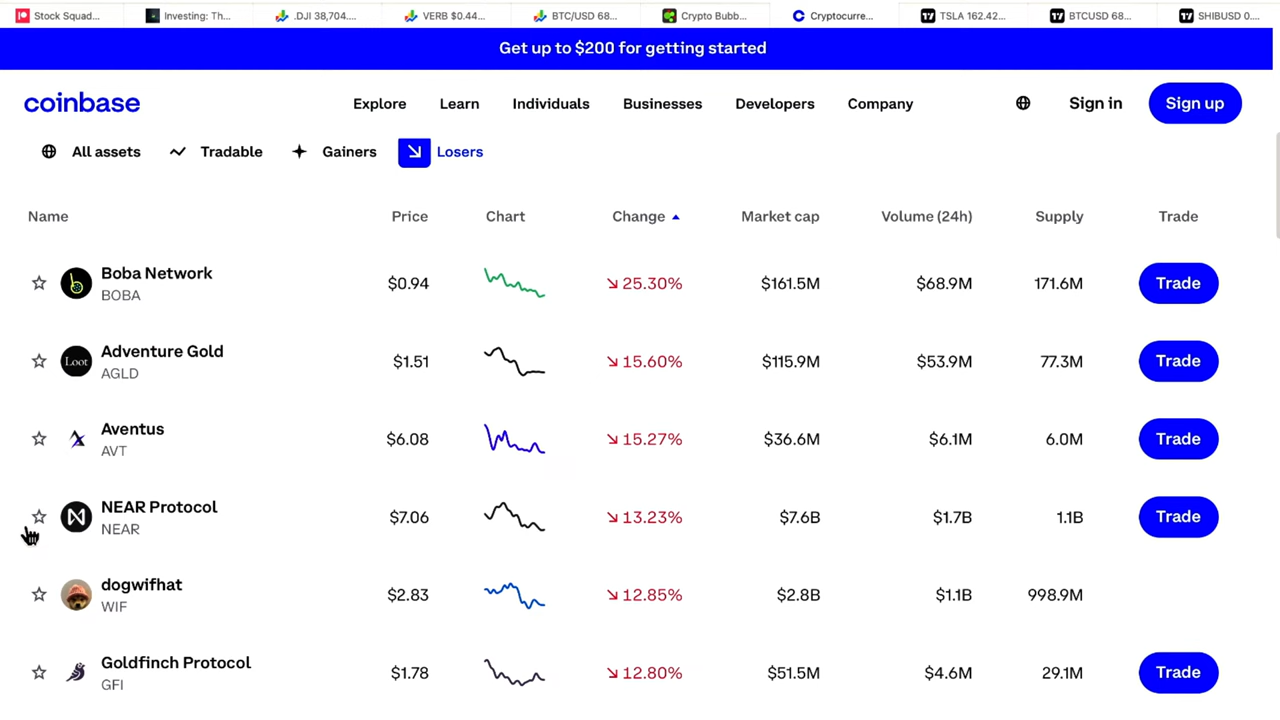 Stock Squad... Investing: Th... .DJI 38,704.... VERB $0.44... BTC/USD 68... Crypto Bubb... Cryptocurre... TSLA 162.42... BTCUSD 68... SHIBUSD 0....
Get up to $200 for getting started
coinbase Explore Learn Individuals Businesses Developers Company Sign in Sign up
All assets Tradable Gainers Losers
Name Price Chart Change Market cap Volume (24h) Supply Trade
Boba Network
BOBA
$0.94 25.30% $161.5M $68.9M 171.6M Trade
Loot
Adventure Gold
AGLD
$1.51 15.60% $115.9M $53.9M 77.3M Trade
Aventus
AVT
$6.08 15.27% $36.6M $6.1M 6.0M Trade
NEAR Protocol
NEAR
$7.06 13.23% $7.6B $1.7B 1.1B Trade
dogwifhat
WIF
$2.83 12.85% $2.8B $1.1B 998.9M
Goldfinch Protocol
GFI
$1.78 12.80% $51.5M $4.6M 29.1M Trade